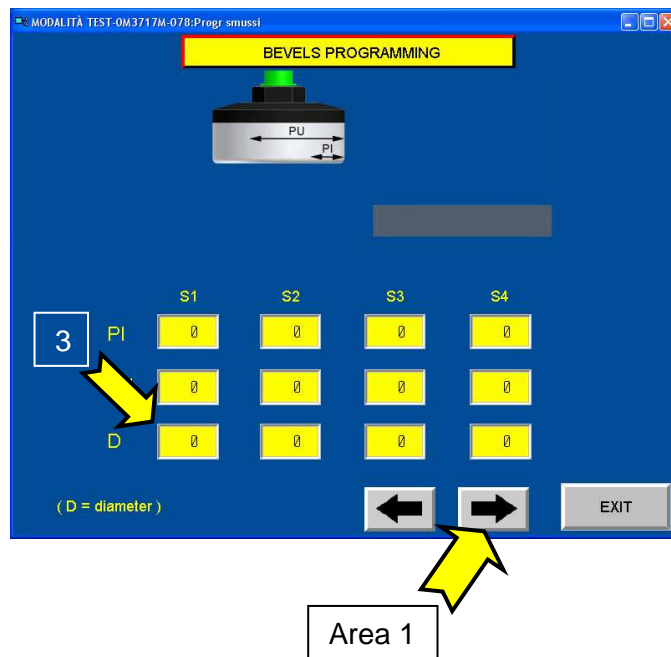 MODALITÀ TEST-0M3717M-078:Progr smussi
BEVELS PROGRAMMING
PU
PI
S1 S2 S3 S4
3
PI 0 0 0 0
0 0 0 0
D 0 0 0 0
( D = diameter )
EXIT
Area 1